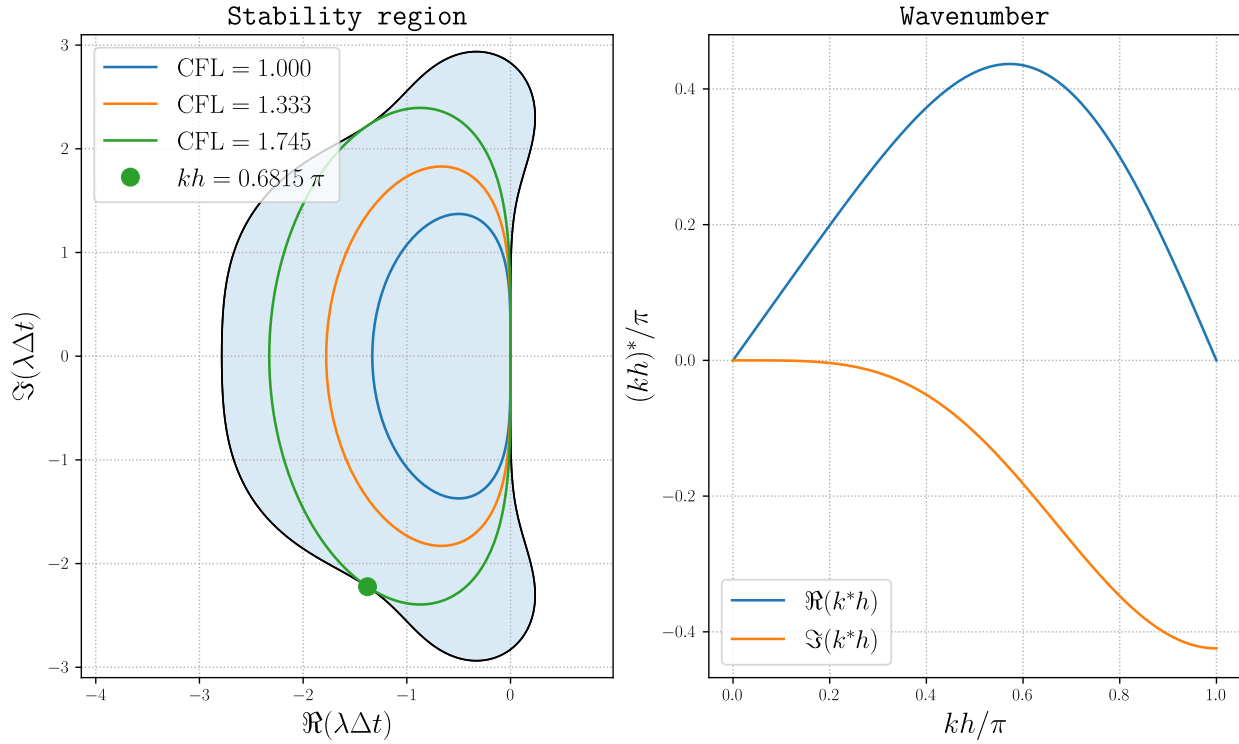 Stability region
CFL = 1.000
CFL = 1.333
CFL = 1.745
kh = 0.6815 π
3
2
1
0
−1
−2
−3
ℑ(λΔt)
−4
−3
−2
−1
0
ℜ(λΔt)
Wavenumber
0.4
0.2
0.0
−0.2
−0.4
(kh)*/π
ℜ(k*h)
ℑ(k*h)
0.0
0.2
0.4
0.6
0.8
1.0
kh/π